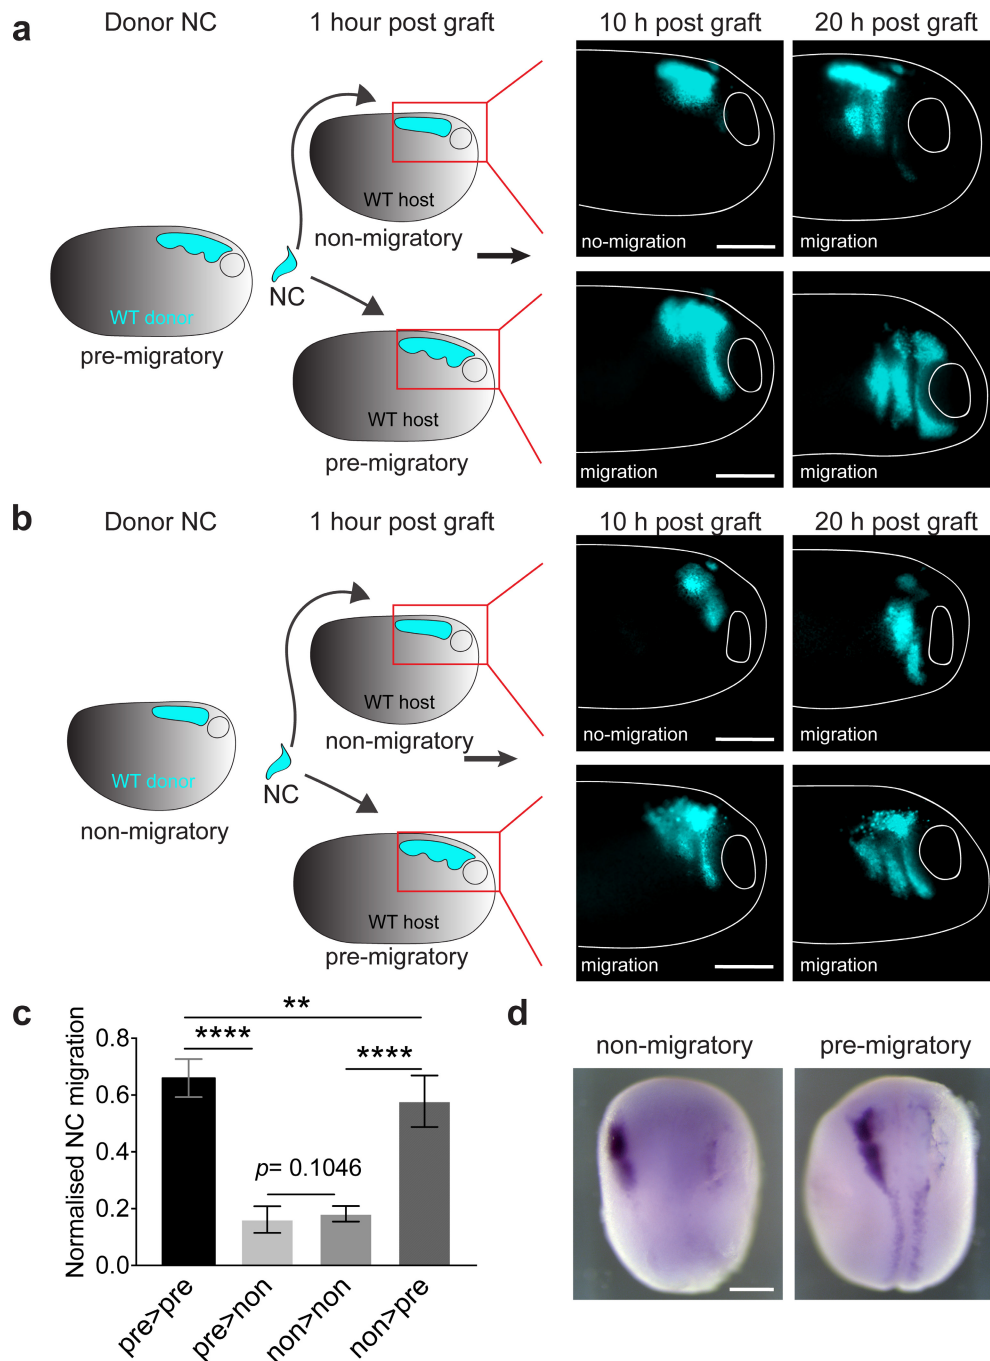 a
Donor NC
1 hour post graft
10 h post graft
20 h post graft
WT host
non-migratory
NC
WT donor
pre-migratory
WT host
pre-migratory
no-migration
migration
migration
migration
b
Donor NC
1 hour post graft
10 h post graft
20 h post graft
WT host
non-migratory
NC
WT donor
non-migratory
WT host
pre-migratory
no-migration
migration
migration
migration
c
Normalised NC migration
0.8
0.6
0.4
0.2
0.0
**
****
****
p= 0.1046
pre>pre
pre>non
non>non
non>pre
d
non-migratory
pre-migratory